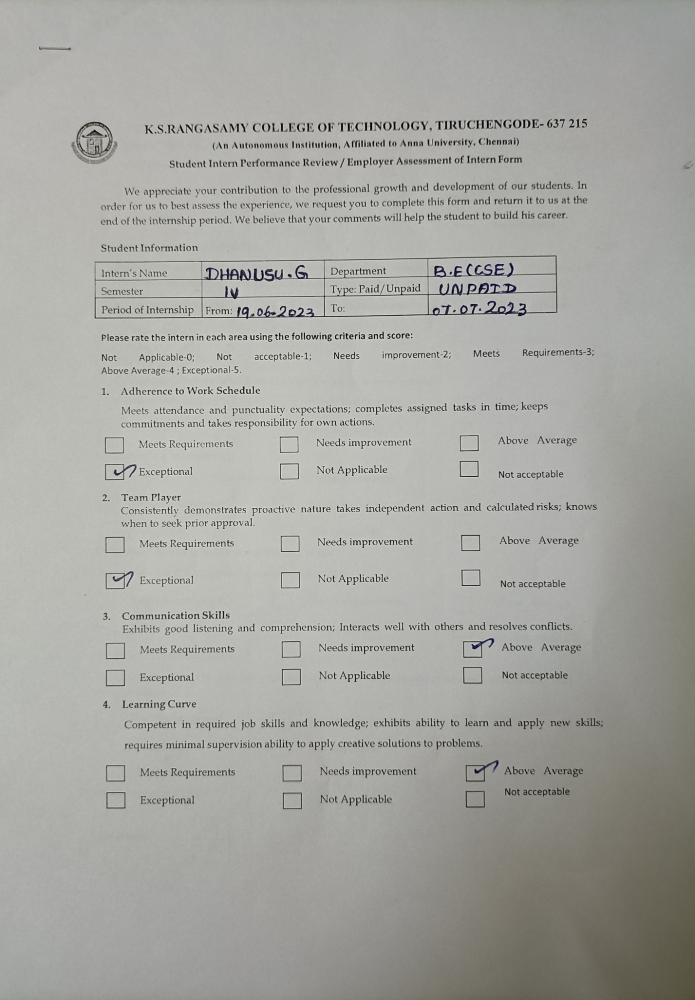 K.S.RANGASAMY COLLEGE OF TECHNOLOGY, TIRUCHENGODE- 637 215
(An Autonomous Institution, Affiliated to Anna University, Chennai)
Student Intern Performance Review / Employer Assessment of Intern Form
We appreciate your contribution to the professional growth and development of our students. In
order for us to best assess the experience, we request you to complete this form and return it to us at the
end of the internship period. We believe that your comments will help the student to build his career.
Student Information
Intern's Name DHANUSU.G Department B.E(CSE)
Semester IV Type: Paid/Unpaid UNPAID
Period of Internship From: 19.06-2023 To: 07.07.2023
Please rate the intern in each area using the following criteria and score:
Not Applicable-0; Not acceptable-1; Needs improvement-2; Meets Requirements-3;
Above Average-4 ; Exceptional-5.
1. Adherence to Work Schedule
Meets attendance and punctuality expectations; completes assigned tasks in time; keeps
commitments and takes responsibility for own actions.
Meets Requirements Needs improvement Above Average
Exceptional Not Applicable Not acceptable
2. Team Player
Consistently demonstrates proactive nature takes independent action and calculated risks; knows
when to seek prior approval.
Meets Requirements Needs improvement Above Average
Exceptional Not Applicable Not acceptable
3. Communication Skills
Exhibits good listening and comprehension; Interacts well with others and resolves conflicts.
Meets Requirements Needs improvement Above Average
Exceptional Not Applicable Not acceptable
4. Learning Curve
Competent in required job skills and knowledge; exhibits ability to learn and apply new skills;
requires minimal supervision ability to apply creative solutions to problems.
Meets Requirements Needs improvement Above Average
Exceptional Not Applicable Not acceptable